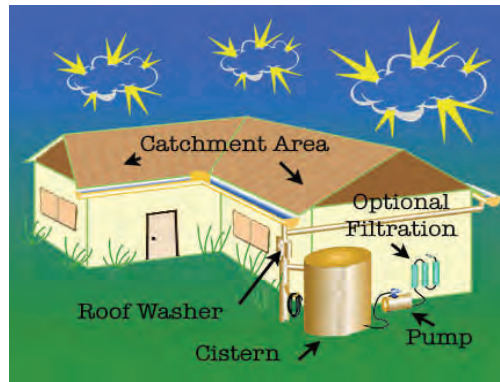 Catchment Area
Optional
Filtration
Roof Washer
Cistern
Pump